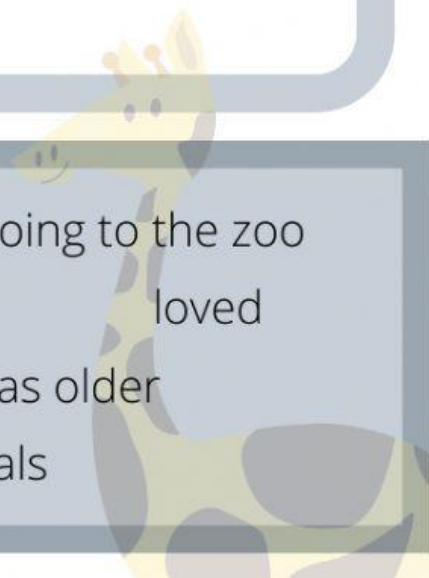 oing to the zoo
loved
as older
als